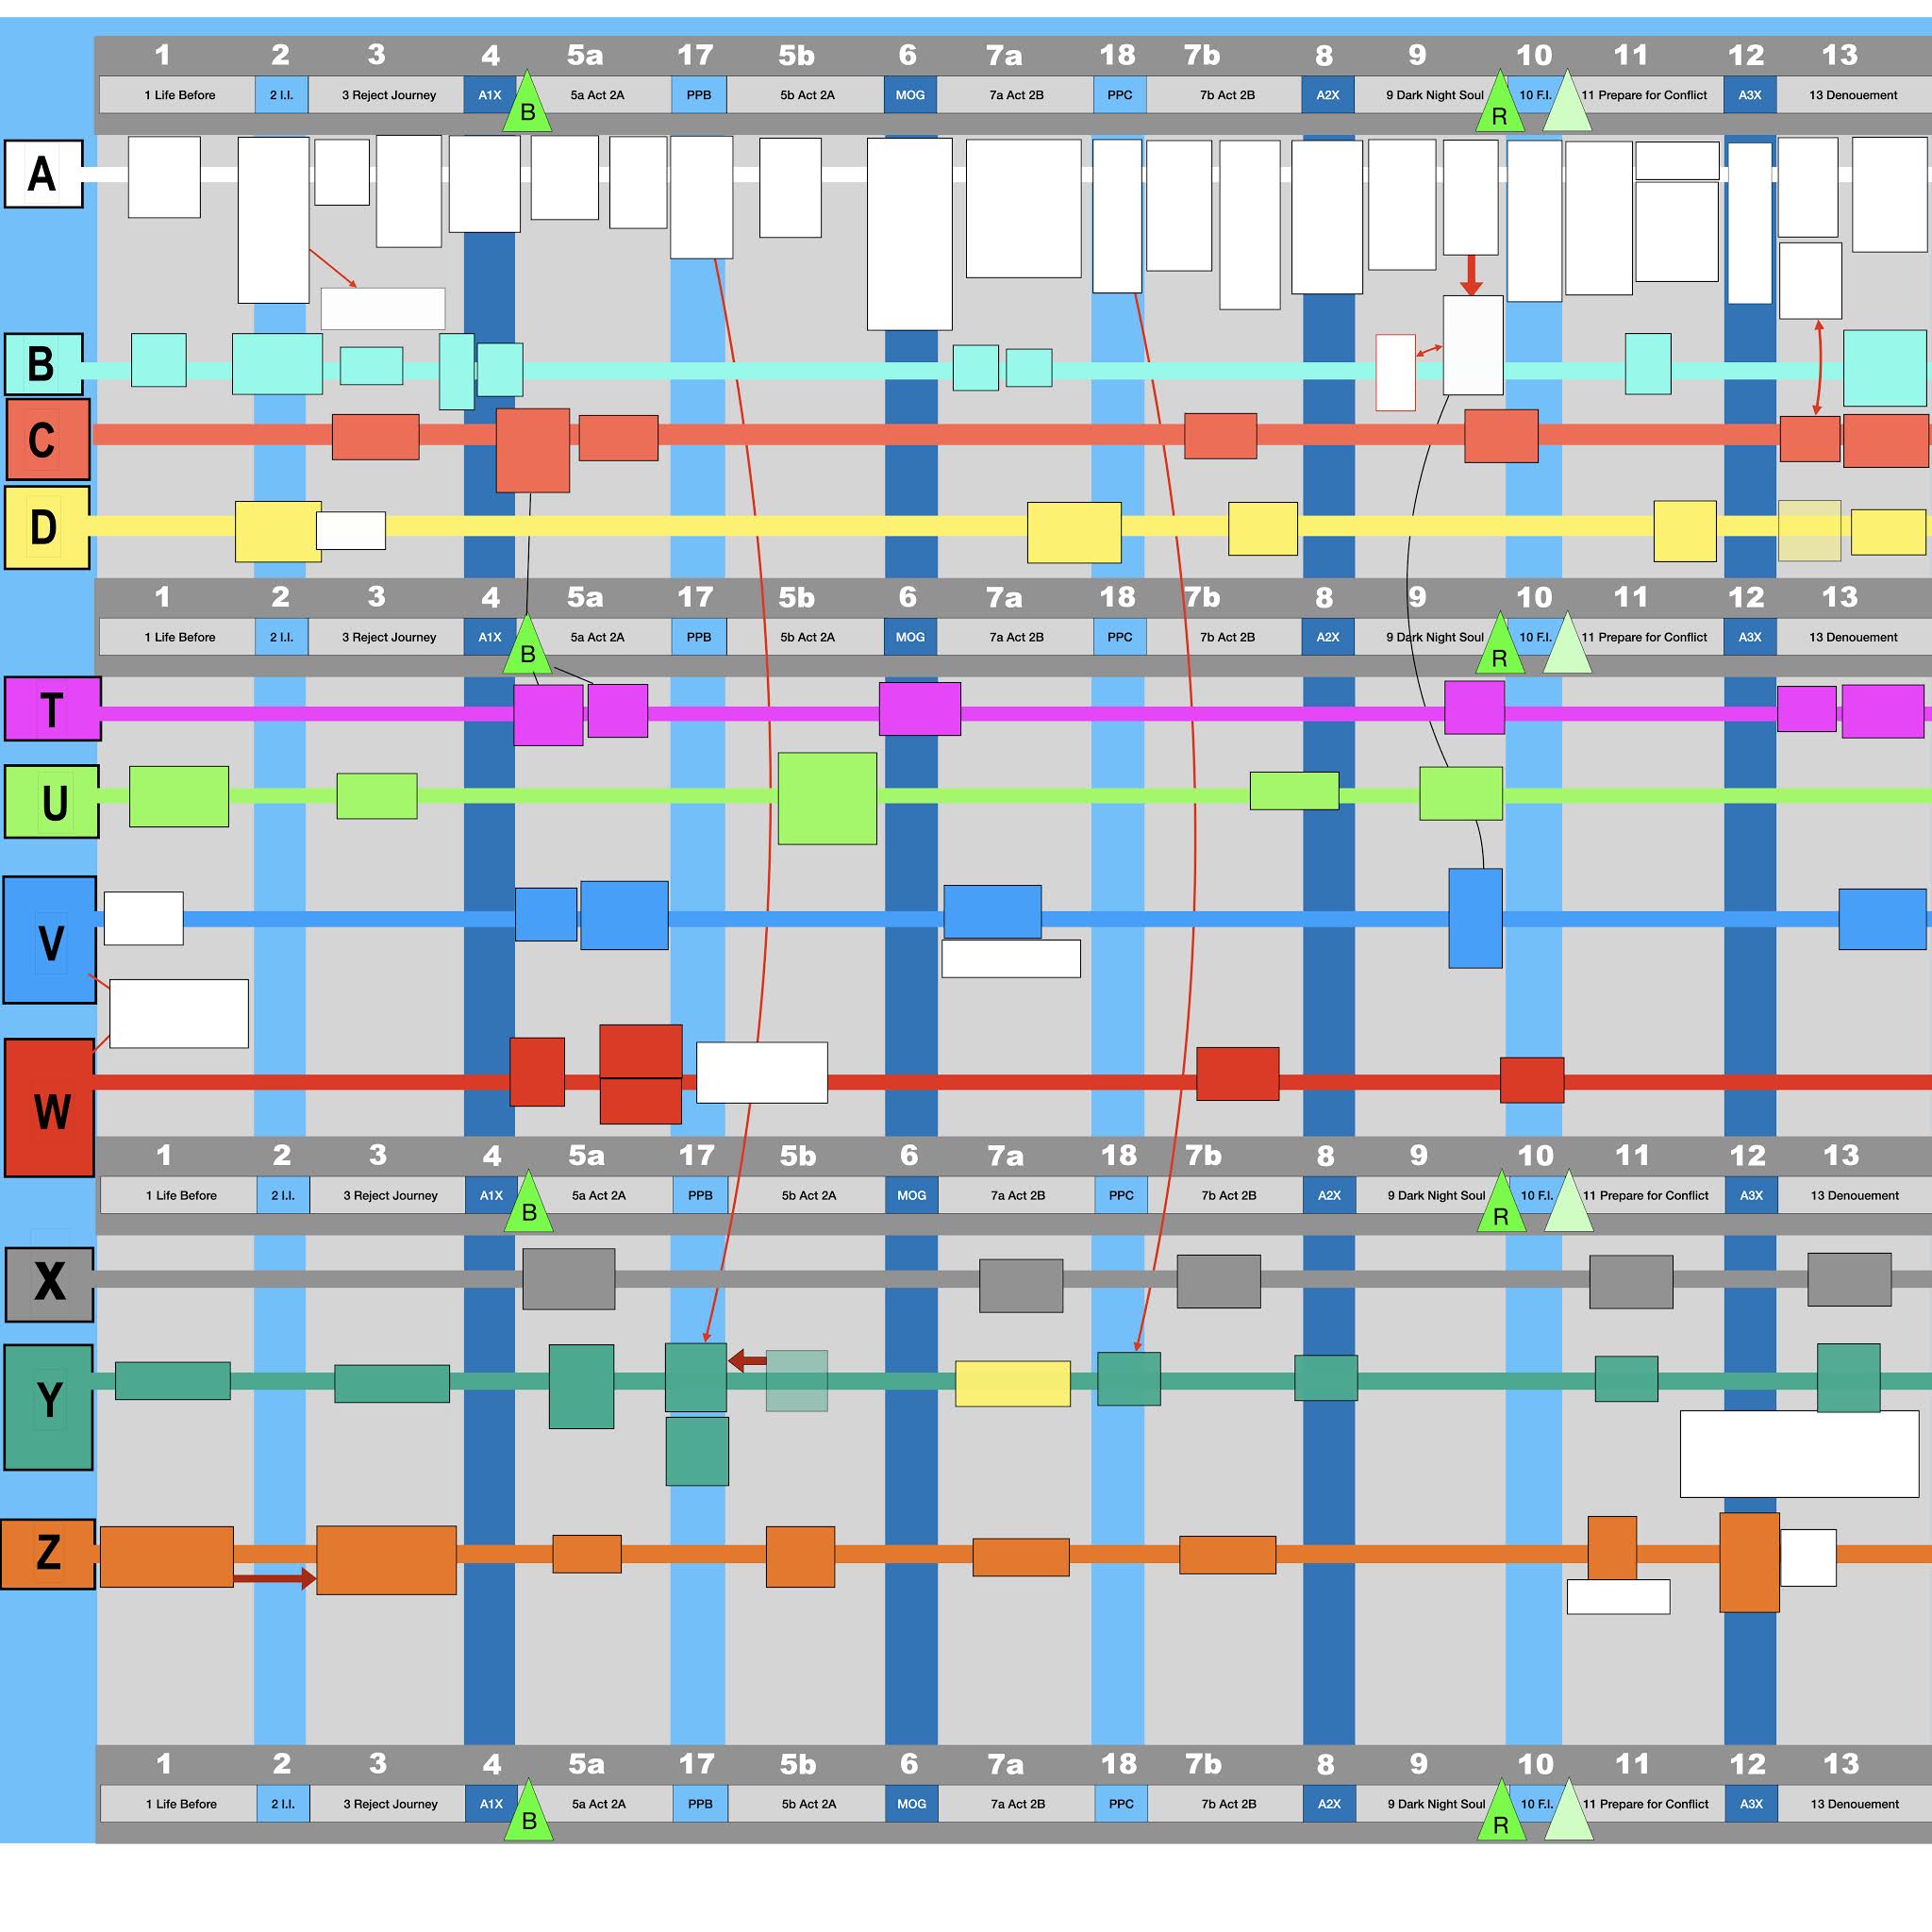 1 2 3 4 5a 17 5b 6 7a 18 7b 8 9 10 11 12 13
1 Life Before 2 I.I. 3 Reject Journey A1X B 5a Act 2A PPB 5b Act 2A MOG 7a Act 2B PPC 7b Act 2B A2X 9 Dark Night Soul R 10 F.I. 11 Prepare for Conflict A3X 13 Denouement
A
B
C
D
1 2 3 4 5a 17 5b 6 7a 18 7b 8 9 10 11 12 13
1 Life Before 2 I.I. 3 Reject Journey A1X B 5a Act 2A PPB 5b Act 2A MOG 7a Act 2B PPC 7b Act 2B A2X 9 Dark Night Soul R 10 F.I. 11 Prepare for Conflict A3X 13 Denouement
T
U
V
W
1 2 3 4 5a 17 5b 6 7a 18 7b 8 9 10 11 12 13
1 Life Before 2 I.I. 3 Reject Journey A1X B 5a Act 2A PPB 5b Act 2A MOG 7a Act 2B PPC 7b Act 2B A2X 9 Dark Night Soul R 10 F.I. 11 Prepare for Conflict A3X 13 Denouement
X
Y
Z
1 2 3 4 5a 17 5b 6 7a 18 7b 8 9 10 11 12 13
1 Life Before 2 I.I. 3 Reject Journey A1X B 5a Act 2A PPB 5b Act 2A MOG 7a Act 2B PPC 7b Act 2B A2X 9 Dark Night Soul R 10 F.I. 11 Prepare for Conflict A3X 13 Denouement